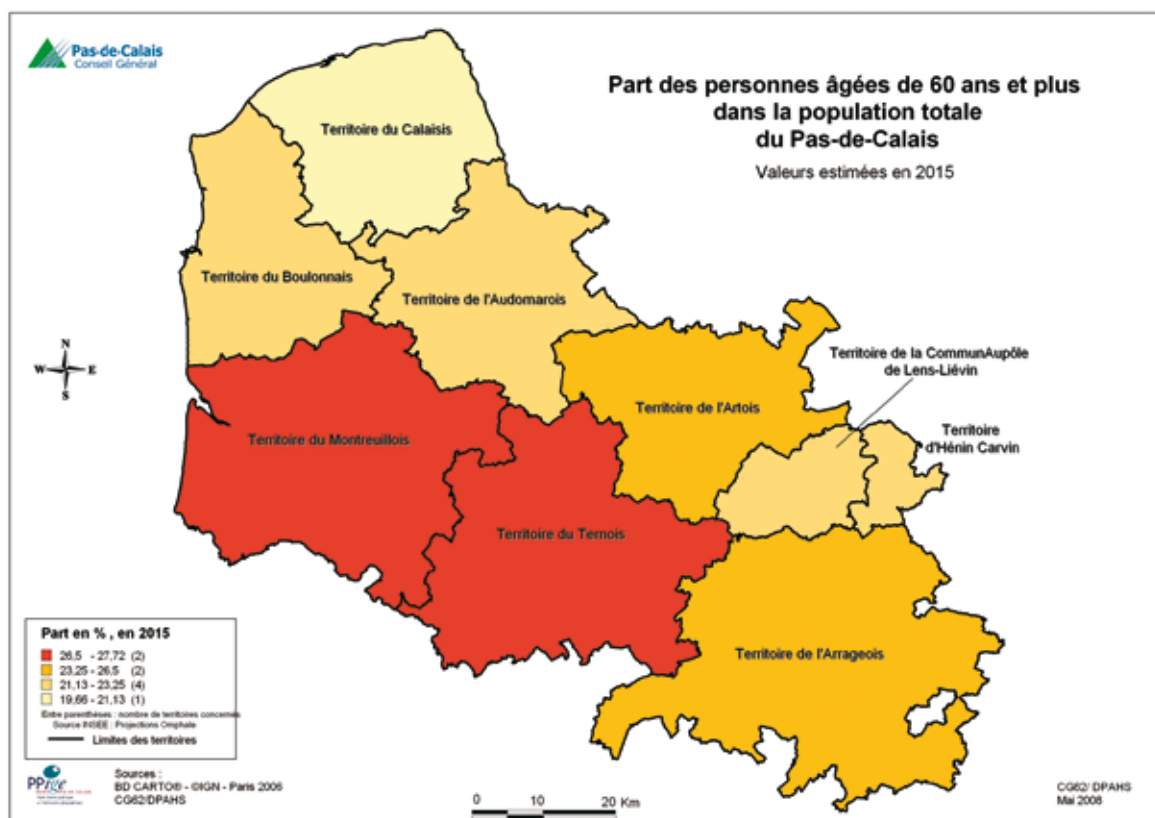 Pas-de-Calais
Conseil Général
Part des personnes âgées de 60 ans et plus
dans la population totale
du Pas-de-Calais
Valeurs estimées en 2015
Territoire du Calaisis
Territoire du Boulonnais
Territoire de l'Audomarois
N
W E
S
Territoire de la CommunAupôle
de Lens-Liévin
Territoire de l'Artois
Territoire
d'Hénin Carvin
Territoire du Montreuillois
Territoire du Ternois
Territoire de l'Arrageois
Part en % , en 2015
26,5 - 27,72 (2)
23,25 - 26,5 (2)
21,13 - 23,25 (4)
19,66 - 21,13 (1)
Entre parenthèses : nombre de territoires concernés
Source INSEE : Projections Omphale
Limites des territoires
PPige
Sources :
BD CARTO® - ©IGN - Paris 2006
CG62/DPAHS
0 10 20 Km
CG62/ DPAHS
Mai 2008